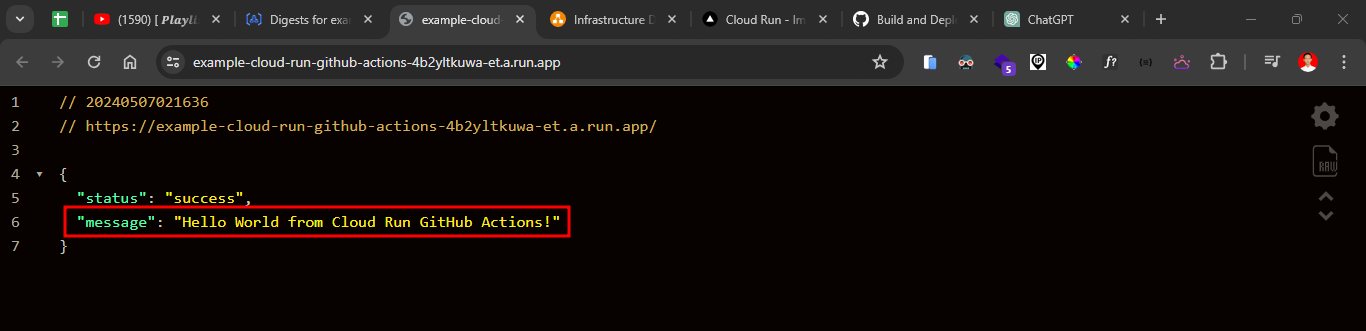 (1590) [ Playli
Digests for exa
example-cloud-
Infrastructure D
Cloud Run - Im
Build and Deplo
ChatGPT
example-cloud-run-github-actions-4b2yltkuwa-et.a.run.app
5
f?
1 // 20240507021636
2 // https://example-cloud-run-github-actions-4b2yltkuwa-et.a.run.app/
3
4 {
5 "status": "success",
6 "message": "Hello World from Cloud Run GitHub Actions!"
7 }
RAW